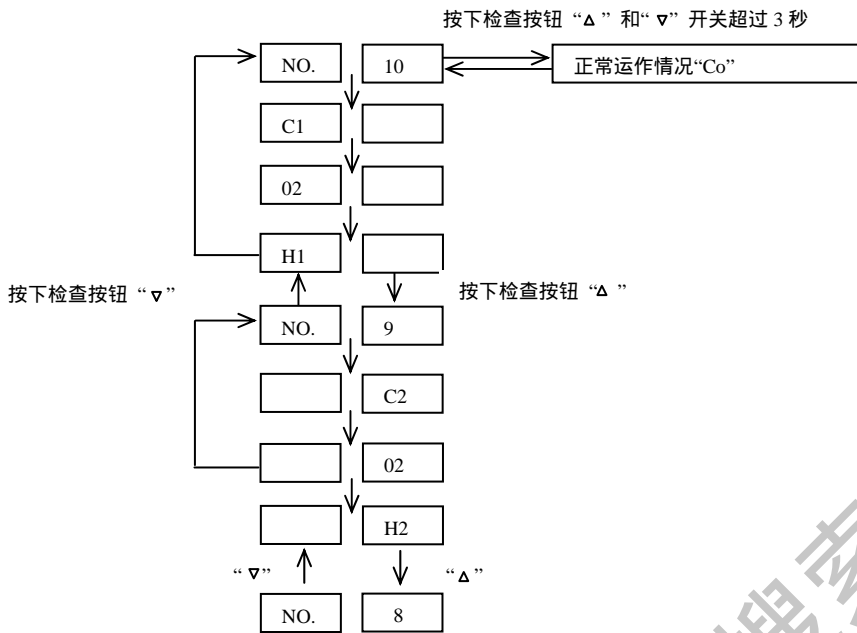 按下检查按钮 “△” 和“▽” 开关超过 3 秒
NO. 10 正常运作情况“Co”
C1
02
H1
按下检查按钮 “▽”
按下检查按钮 “△ ”
NO. 9
C2
02
H2
“ ▽” “△”
NO. 8
搜索